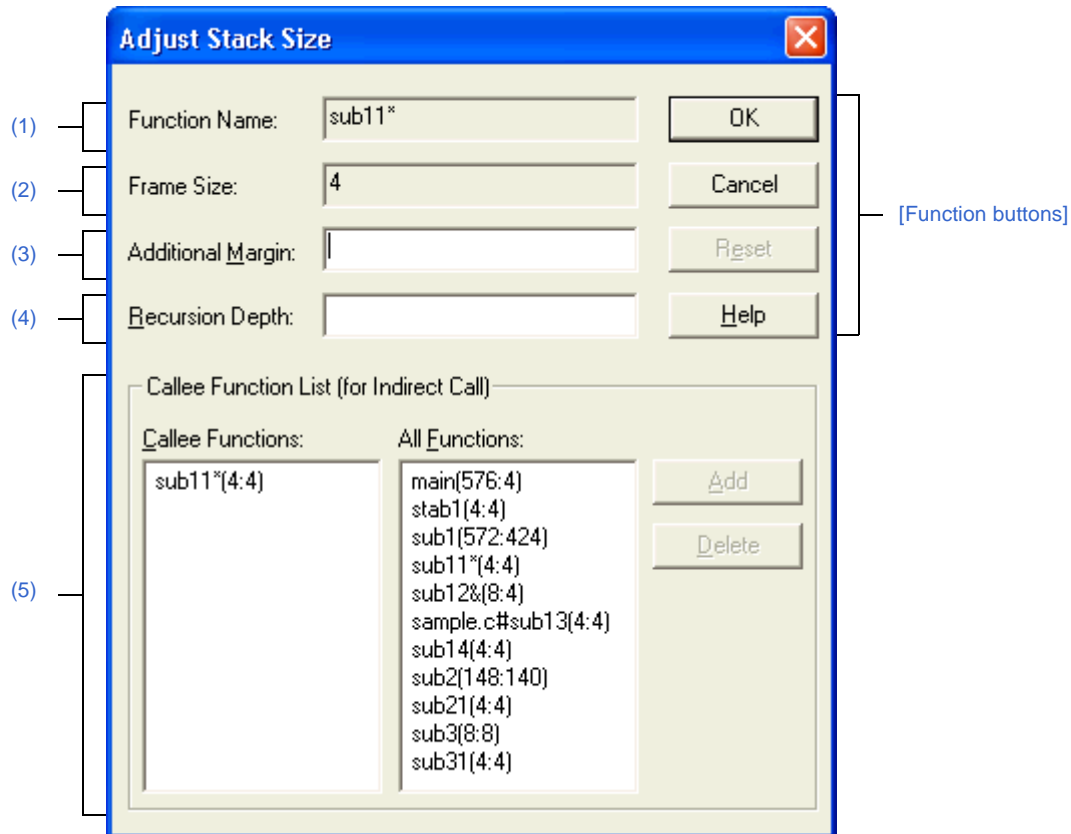 Adjust Stack Size
(1) Function Name: sub11* OK
(2) Frame Size: 4 Cancel
[Function buttons]
(3) Additional Margin: Reset
(4) Recursion Depth: Help
Callee Function List (for Indirect Call)
Callee Functions: All Functions:
sub11*(4:4) main(576:4) Add
stab1(4:4)
sub1(572:424)
sub11*(4:4) Delete
(5) sub12&(8:4)
sample.c#sub13(4:4)
sub14(4:4)
sub2(148:140)
sub21(4:4)
sub3(8:8)
sub31(4:4)